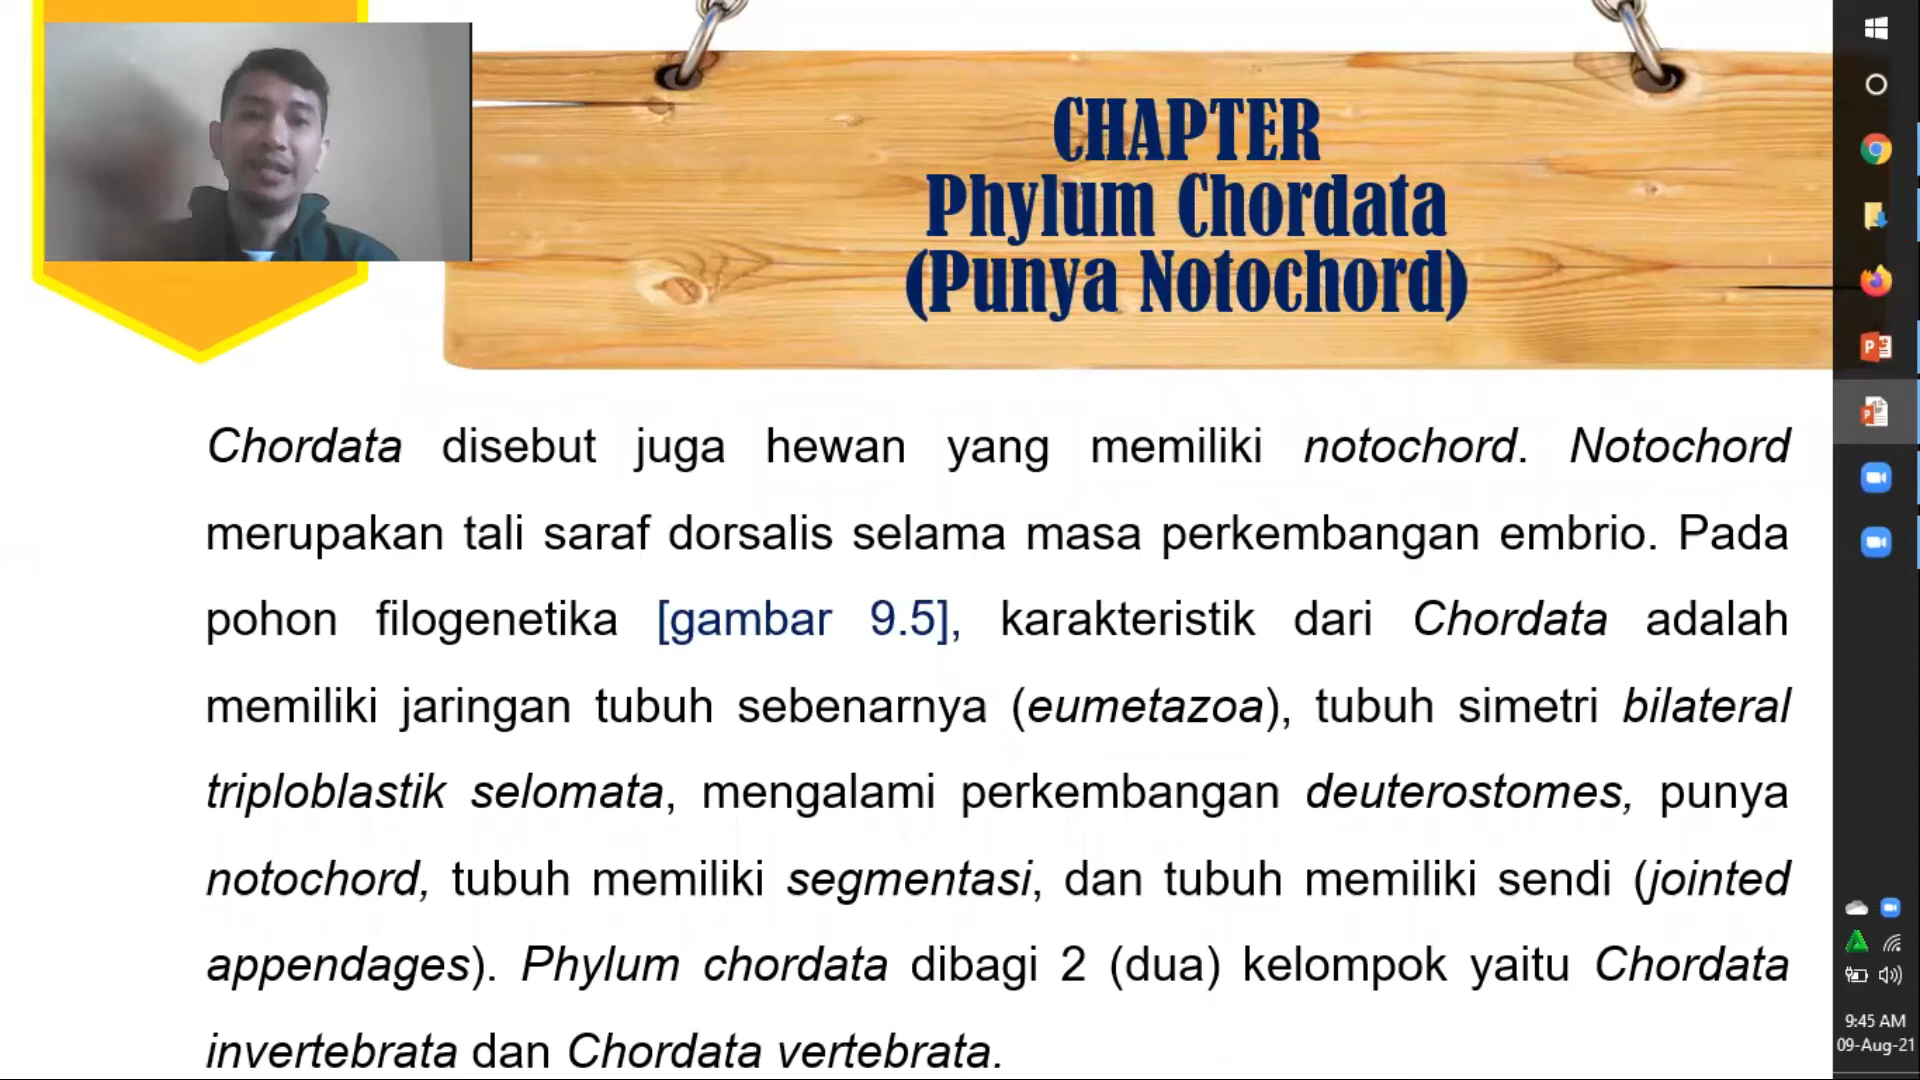 CHAPTER
Phylum Chordata
(Punya Notochord)
Chordata disebut juga hewan yang memiliki notochord. Notochord
merupakan tali saraf dorsalis selama masa perkembangan embrio. Pada
pohon filogenetika [gambar 9.5], karakteristik dari Chordata adalah
memiliki jaringan tubuh sebenarnya (eumetazoa), tubuh simetri bilateral
triploblastik selomata, mengalami perkembangan deuterostomes, punya
notochord, tubuh memiliki segmentasi, dan tubuh memiliki sendi (jointed
appendages). Phylum chordata dibagi 2 (dua) kelompok yaitu Chordata
invertebrata dan Chordata vertebrata.
9:45 AM
09-Aug-21